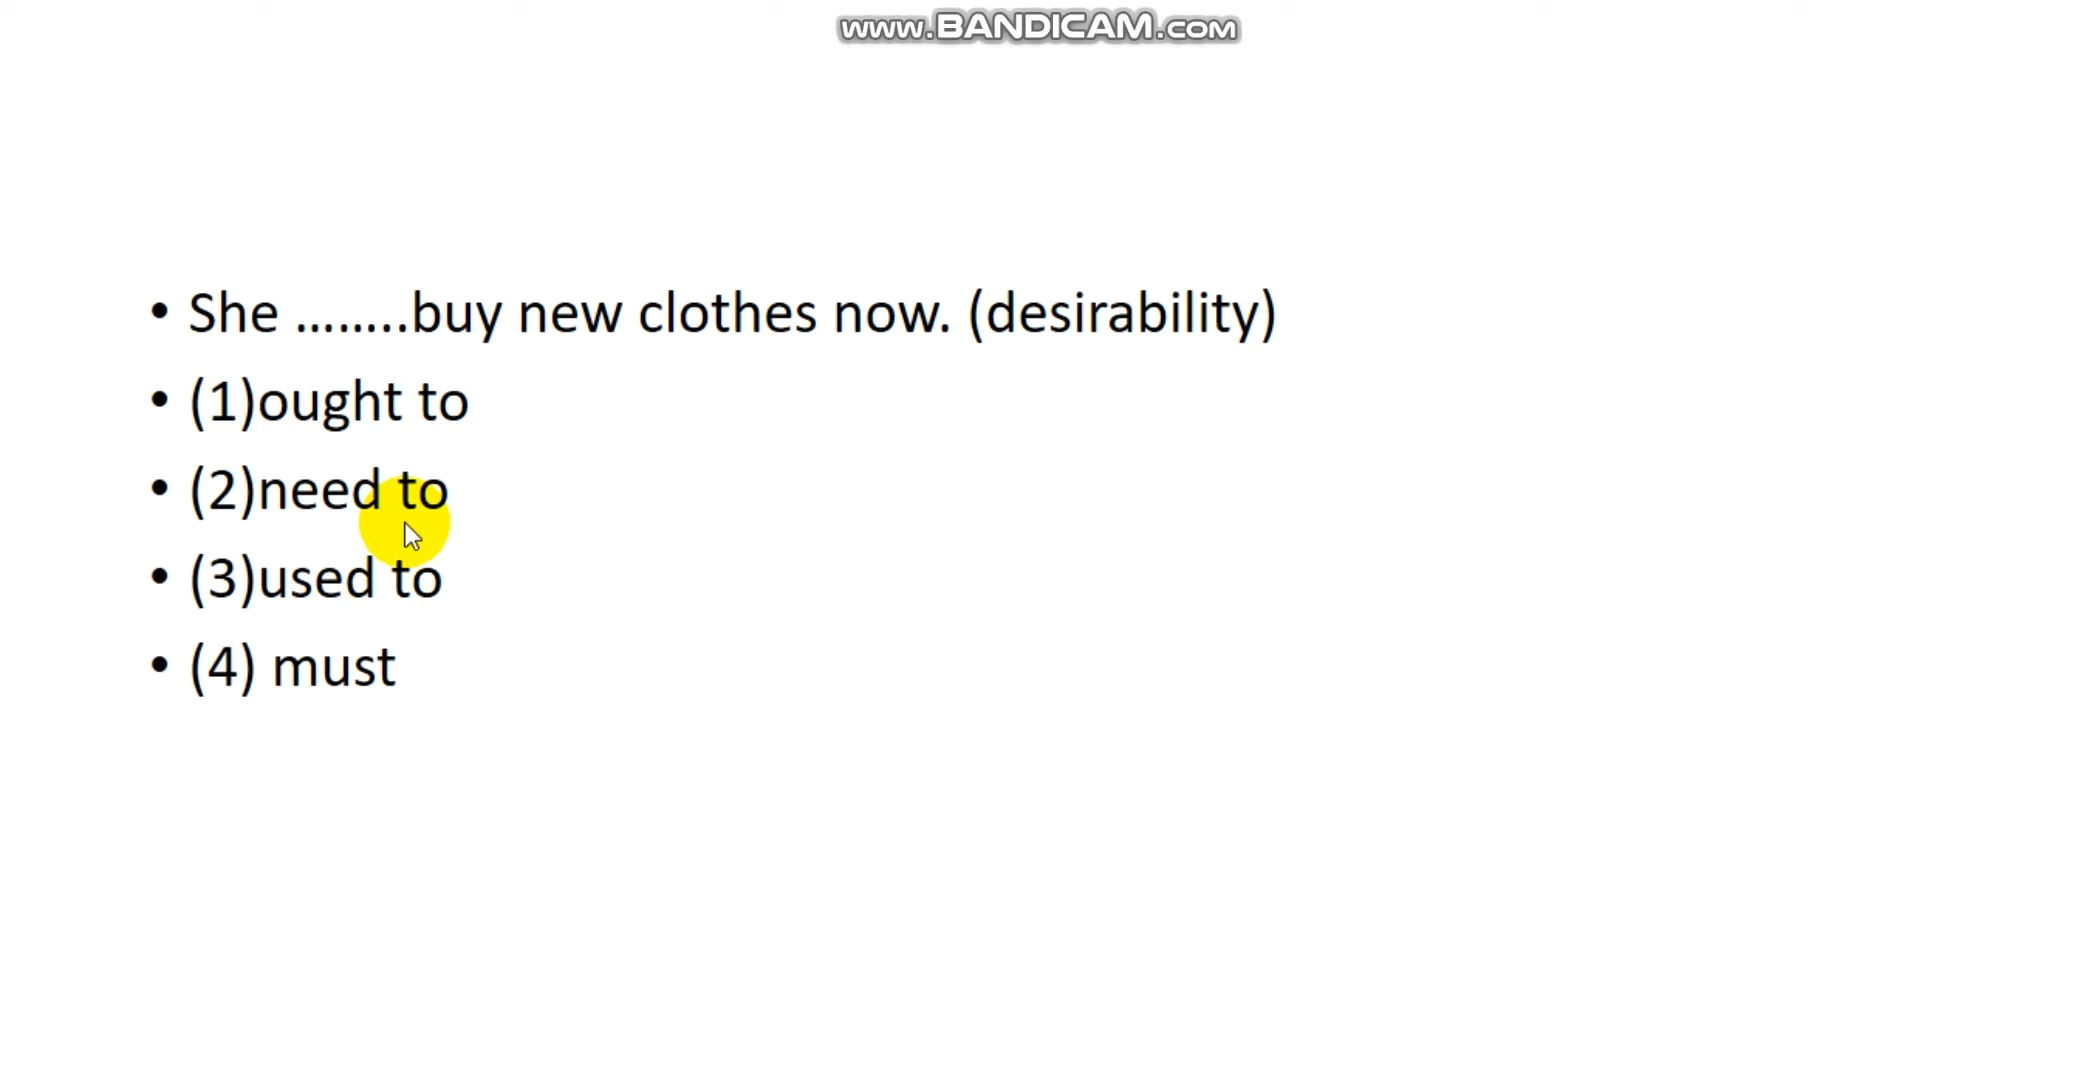 www.BANDICAM.com
• She ........buy new clothes now. (desirability)
• (1)ought to
• (2)need to
• (3)used to
• (4) must